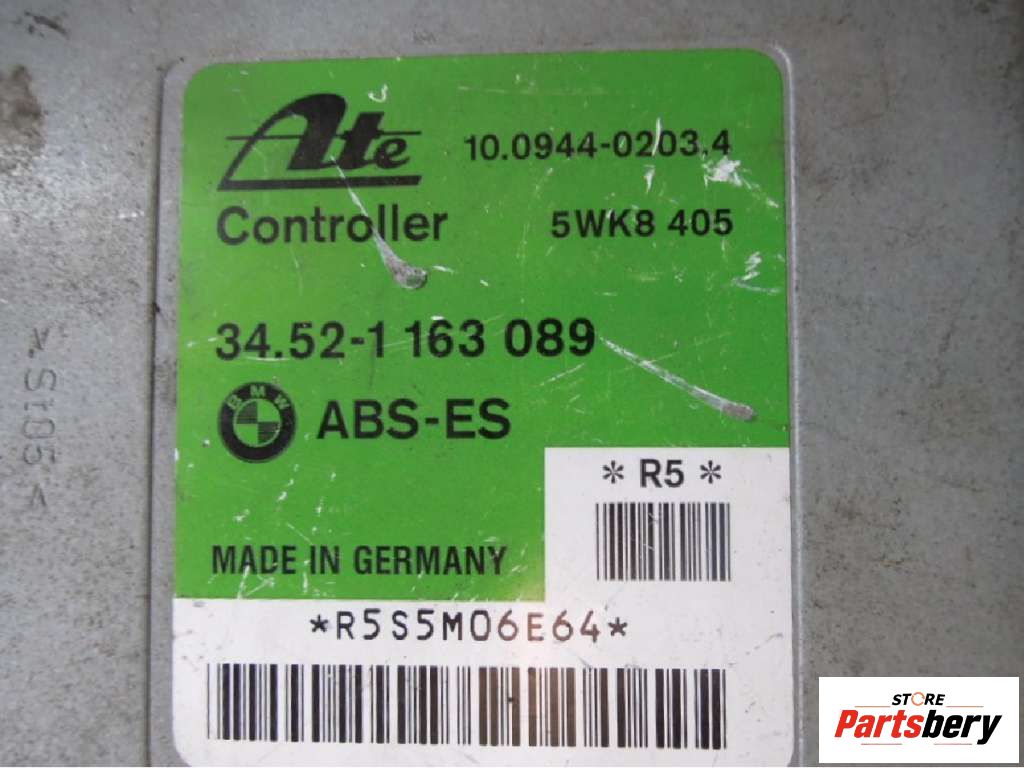 Ate
10.0944-0203.4
Controller
5WK8 405
34.52-1 163 089
BMW
ABS-ES
* R5 *
MADE IN GERMANY
*R5S5M06E64*
>.St05<
STORE
Partsbery